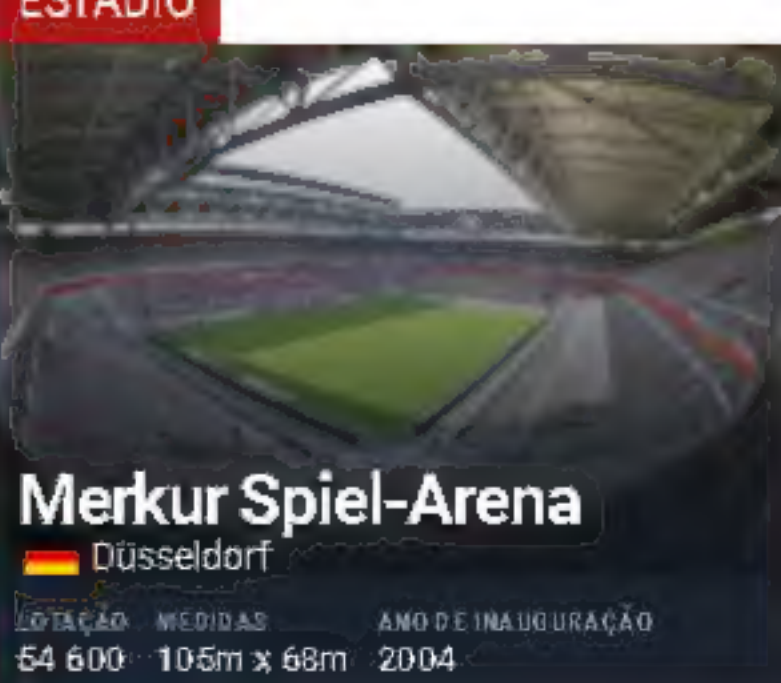 ESTÁDIO
Merkur Spiel-Arena
Düsseldorf
LOTAÇÃO MEDIDAS ANO DE INAUGURAÇÃO
54 600 105m x 68m 2004